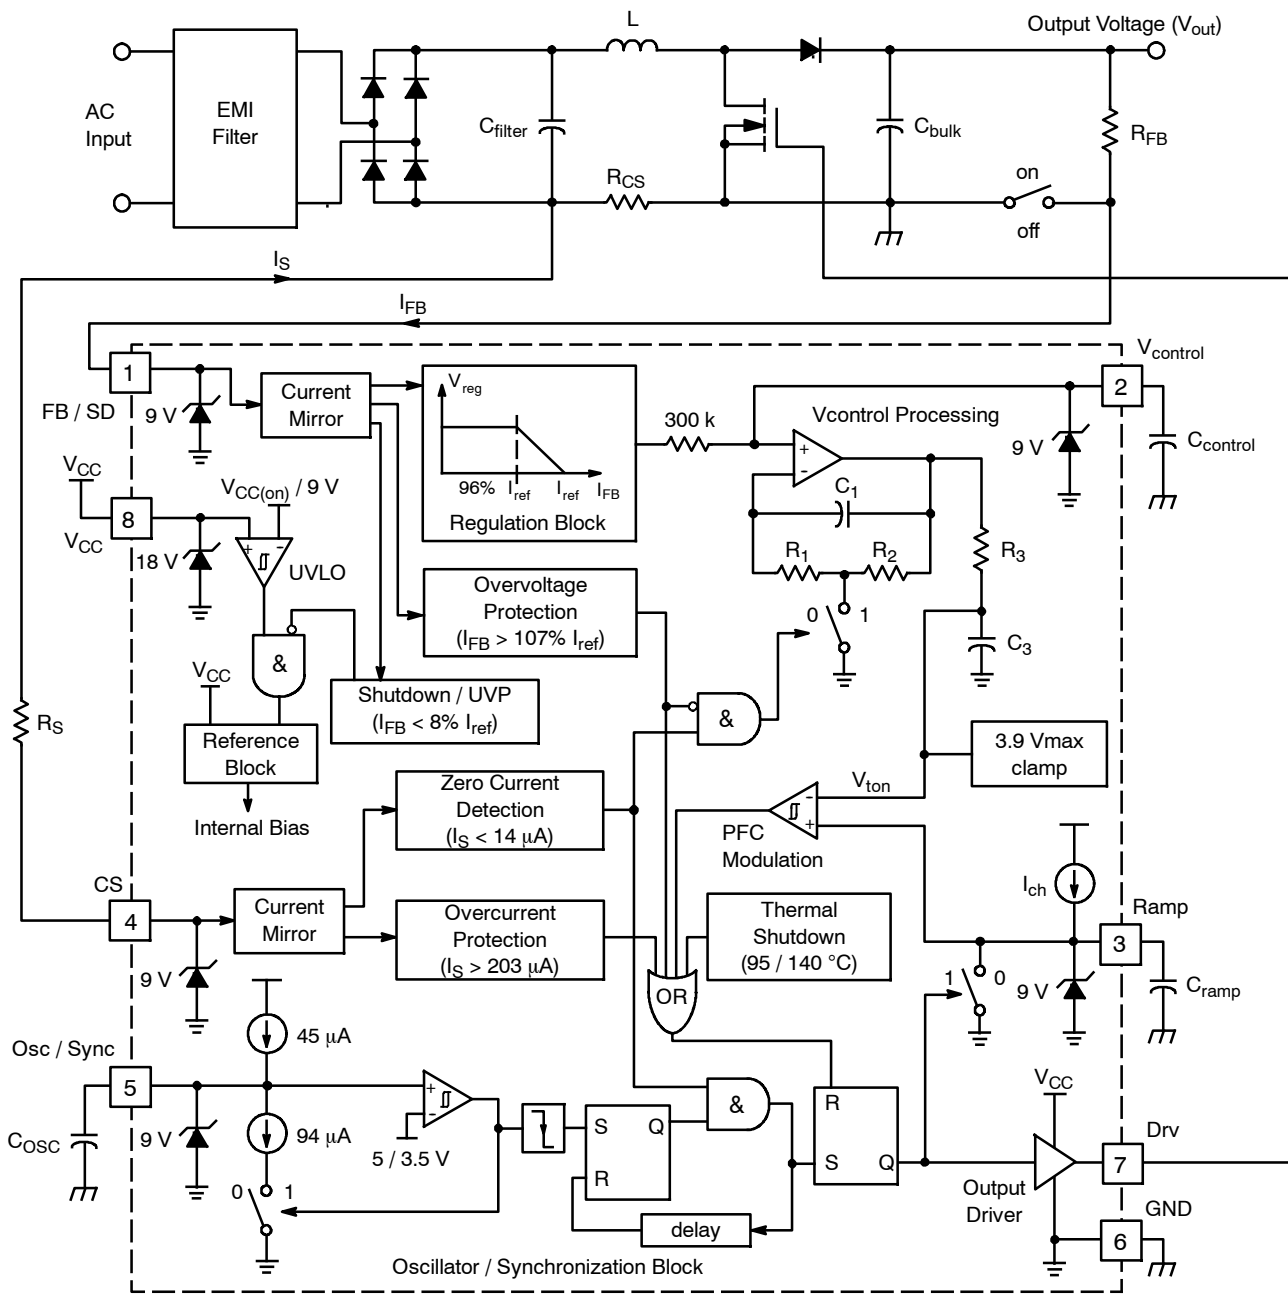 L
Output Voltage (Vout)
AC
Input
EMI
Filter
Cfilter
Cbulk
RFB
RCS
on
off
IS
IFB
Vcontrol
1
FB / SD
9 V
Current
Mirror
Vreg
96% Iref
Iref
IFB
Regulation Block
300 k
Vcontrol Processing
+
-
C1
R1
R2
R3
0
1
C3
9 V
2
Ccontrol
VCC
8
VCC
18 V
VCC(on) / 9 V
+
-
UVLO
&
Overvoltage
Protection
(IFB > 107% Iref)
Shutdown / UVP
(IFB < 8% Iref)
VCC
Reference
Block
Internal Bias
RS
&
3.9 Vmax
clamp
Vton
-
+
PFC
Modulation
Zero Current
Detection
(IS < 14 µA)
CS
4
9 V
Current
Mirror
Overcurrent
Protection
(IS > 203 µA)
Thermal
Shutdown
(95 / 140 °C)
OR
Ich
Ramp
3
1
0
9 V
Cramp
45 µA
Osc / Sync
5
COSC
9 V
94 µA
0
1
+
-
5 / 3.5 V
S
R
Q
&
delay
R
S
Q
VCC
Output
Driver
Drv
7
GND
6
Oscillator / Synchronization Block